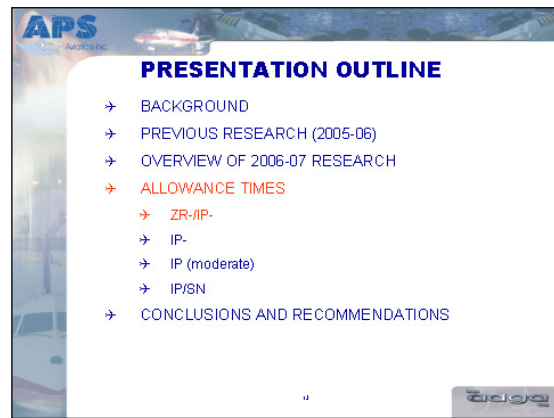 APS
Aviation Inc.
PRESENTATION OUTLINE
BACKGROUND
PREVIOUS RESEARCH (2005-06)
OVERVIEW OF 2006-07 RESEARCH
ALLOWANCE TIMES
ZR-/IP-
IP-
IP (moderate)
IP/SN
CONCLUSIONS AND RECOMMENDATIONS
adga